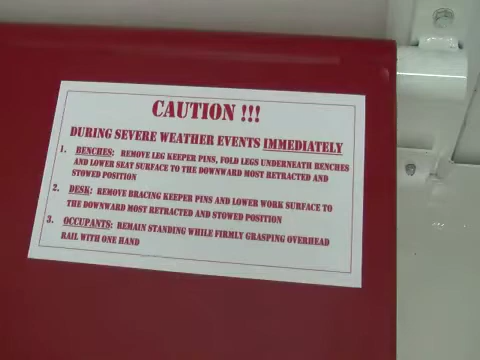 CAUTION !!!
DURING SEVERE WEATHER EVENTS IMMEDIATELY
1. BENCHES: REMOVE LEG KEEPER PINS, FOLD LEGS UNDERNEATH BENCHES
AND LOWER SEAT SURFACE TO THE DOWNWARD MOST RETRACTED AND
STOWED POSITION
2. DESK: REMOVE BRACING KEEPER PINS AND LOWER WORK SURFACE TO
THE DOWNWARD MOST RETRACTED AND STOWED POSITION
3. OCCUPANTS: REMAIN STANDING WHILE FIRMLY GRASPING OVERHEAD
RAIL WITH ONE HAND